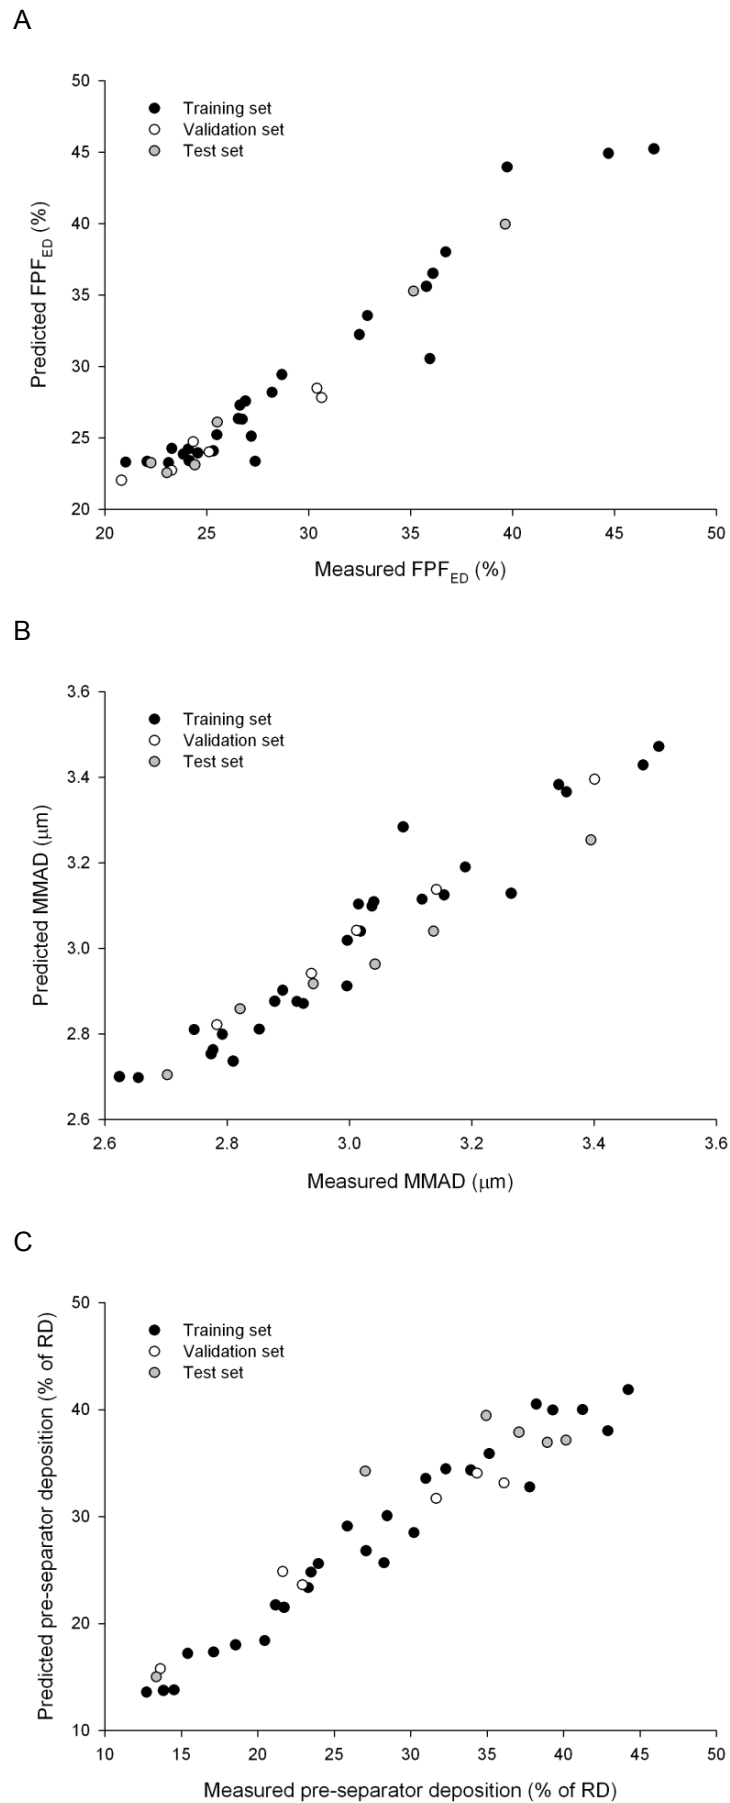 A
50
45
40
35
30
25
20
Predicted FPFED (%)
Training set
Validation set
Test set
20 25 30 35 40 45 50
Measured FPFED (%)
B
3.6
3.4
3.2
3.0
2.8
2.6
Predicted MMAD (μm)
Training set
Validation set
Test set
2.6 2.8 3.0 3.2 3.4 3.6
Measured MMAD (μm)
C
50
40
30
20
10
Predicted pre-separator deposition (% of RD)
Training set
Validation set
Test set
10 15 20 25 30 35 40 45 50
Measured pre-separator deposition (% of RD)